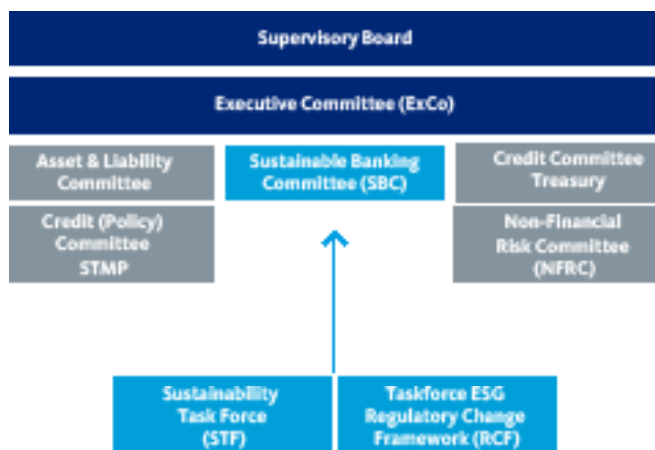 Supervisory Board
Executive Committee (ExCo)
Asset & Liability
Committee
Sustainable Banking
Committee (SBC)
Credit Committee
Treasury
Credit (Policy)
Committee
STMP
Non-Financial
Risk Committee
(NFRC)
Sustainability
Task Force
(STF)
Taskforce ESG
Regulatory Change
Framework (RCF)